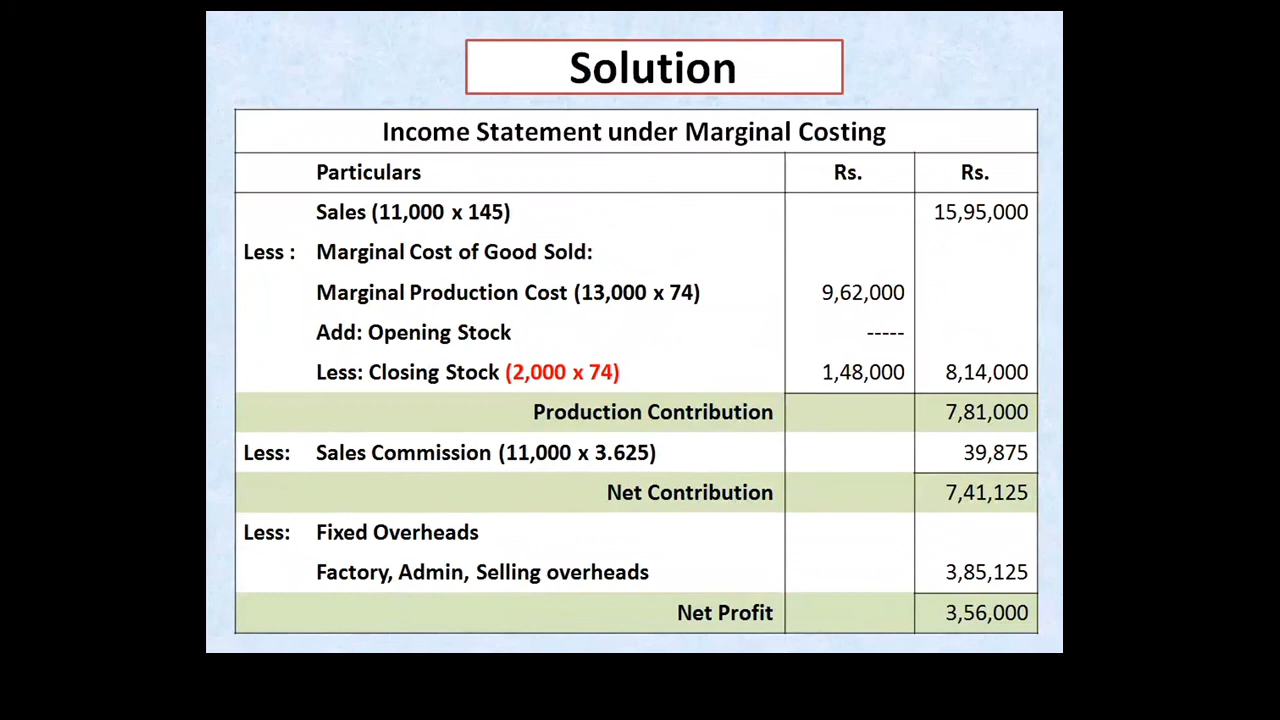 Solution
Income Statement under Marginal Costing
Particulars Rs. Rs.
Sales (11,000 x 145) 15,95,000
Less : Marginal Cost of Good Sold:
Marginal Production Cost (13,000 x 74) 9,62,000
Add: Opening Stock -----
Less: Closing Stock (2,000 x 74) 1,48,000 8,14,000
Production Contribution 7,81,000
Less: Sales Commission (11,000 x 3.625) 39,875
Net Contribution 7,41,125
Less: Fixed Overheads
Factory, Admin, Selling overheads 3,85,125
Net Profit 3,56,000